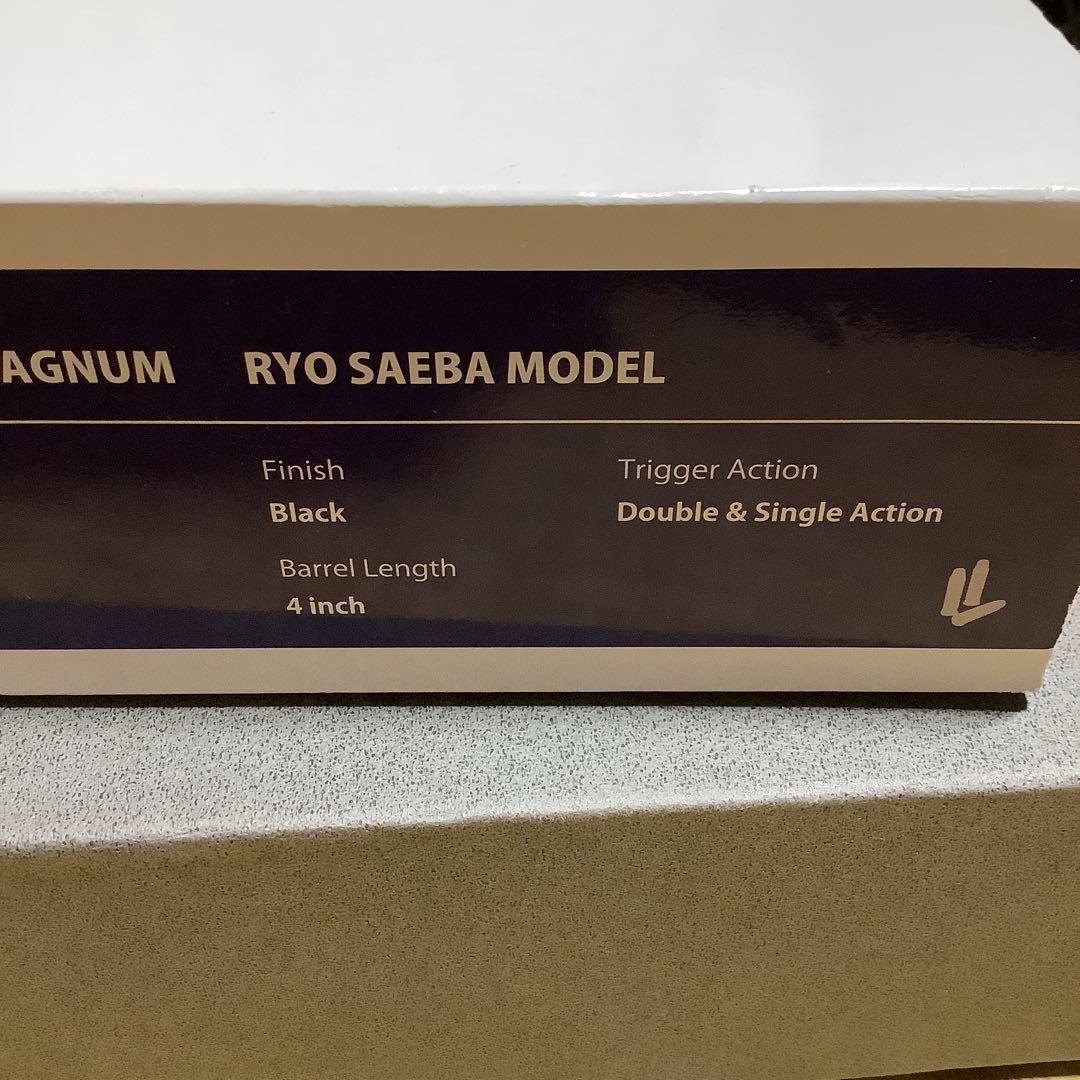 AGNUM RYO SAEBA MODEL
Finish Trigger Action
Black Double & Single Action
Barrel Length
4 inch